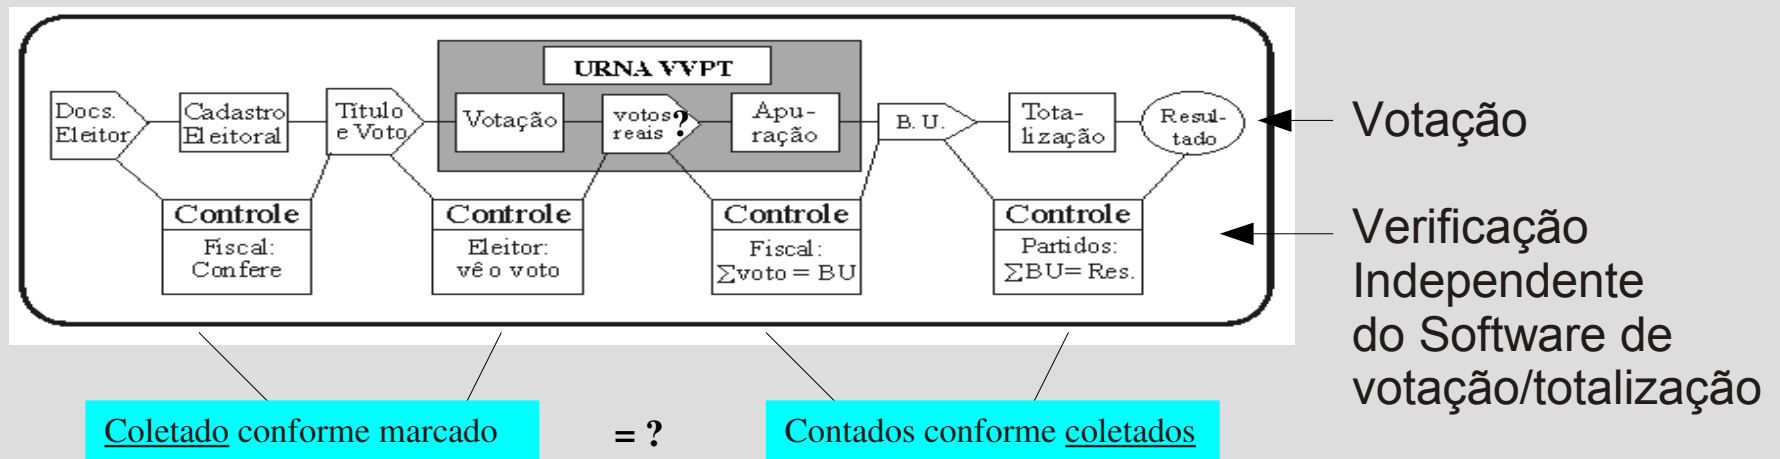 URNA VVPT
Docs.
Eleitor
Cadastro
Eleitoral
Título
e Voto
Votação
votos
reais ?
Apu-
ração
B. U.
Tota-
lização
Resul-
tado
Votação
Controle
Fiscal:
Confere
Controle
Eleitor:
vê o voto
Controle
Fiscal:
∑voto = BU
Controle
Partidos:
∑BU= Res.
Verificação
Independente
do Software de
votação/totalização
Coletado conforme marcado
= ?
Contados conforme coletados